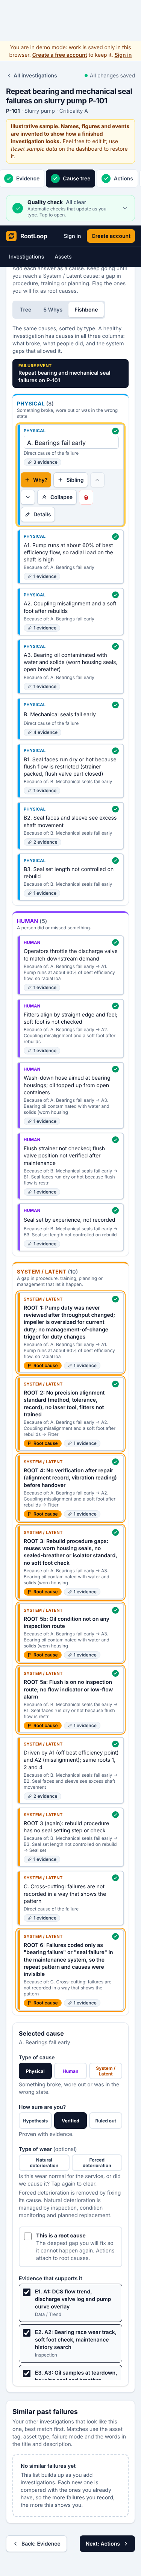 You are in demo mode: work is saved only in this
browser. Create a free account to keep it. Sign in
All investigations
All changes saved
Repeat bearing and mechanical seal
failures on slurry pump P-101
P-101 · Slurry pump · Criticality A
Illustrative sample. Names, figures and events
are invented to show how a finished
investigation looks. Feel free to edit it; use
Reset sample data on the dashboard to restore
it.
Evidence
Cause tree
Actions
Quality check All clear
Automatic checks that update as you
type. Tap to open.
RootLoop
Sign in
Create account
Investigations
Assets
Add each answer as a cause. Keep going until
you reach a System / Latent cause: a gap in
procedure, training or planning. Flag the ones
you will fix as root causes.
Tree
5 Whys
Fishbone
The same causes, sorted by type. A healthy
investigation has causes in all three columns:
what broke, what people did, and the system
gaps that allowed it.
FAILURE EVENT
Repeat bearing and mechanical seal
failures on P-101
PHYSICAL (8)
Something broke, wore out or was in the wrong
state.
PHYSICAL
A. Bearings fail early
Direct cause of the failure
3 evidence
Why?
Sibling
Collapse
Details
PHYSICAL
A1. Pump runs at about 60% of best
efficiency flow, so radial load on the
shaft is high
Because of: A. Bearings fail early
1 evidence
PHYSICAL
A2. Coupling misalignment and a soft
foot after rebuilds
Because of: A. Bearings fail early
1 evidence
PHYSICAL
A3. Bearing oil contaminated with
water and solids (worn housing seals,
open breather)
Because of: A. Bearings fail early
1 evidence
PHYSICAL
B. Mechanical seals fail early
Direct cause of the failure
4 evidence
PHYSICAL
B1. Seal faces run dry or hot because
flush flow is restricted (strainer
packed, flush valve part closed)
Because of: B. Mechanical seals fail early
1 evidence
PHYSICAL
B2. Seal faces and sleeve see excess
shaft movement
Because of: B. Mechanical seals fail early
2 evidence
PHYSICAL
B3. Seal set length not controlled on
rebuild
Because of: B. Mechanical seals fail early
1 evidence
HUMAN (5)
A person did or missed something.
HUMAN
Operators throttle the discharge valve
to match downstream demand
Because of: A. Bearings fail early → A1.
Pump runs at about 60% of best efficiency
flow, so radial loa
1 evidence
HUMAN
Fitters align by straight edge and feel;
soft foot is not checked
Because of: A. Bearings fail early → A2.
Coupling misalignment and a soft foot after
rebuilds
1 evidence
HUMAN
Wash-down hose aimed at bearing
housings; oil topped up from open
containers
Because of: A. Bearings fail early → A3.
Bearing oil contaminated with water and
solids (worn housing
1 evidence
HUMAN
Flush strainer not checked; flush
valve position not verified after
maintenance
Because of: B. Mechanical seals fail early →
B1. Seal faces run dry or hot because flush
flow is restr
1 evidence
HUMAN
Seal set by experience, not recorded
Because of: B. Mechanical seals fail early →
B3. Seal set length not controlled on rebuild
1 evidence
SYSTEM / LATENT (10)
A gap in procedure, training, planning or
management that let it happen.
SYSTEM / LATENT
ROOT 1: Pump duty was never
reviewed after throughput changed;
impeller is oversized for current
duty; no management-of-change
trigger for duty changes
Because of: A. Bearings fail early → A1.
Pump runs at about 60% of best efficiency
flow, so radial loa
Root cause
1 evidence
SYSTEM / LATENT
ROOT 2: No precision alignment
standard (method, tolerance,
record), no laser tool, fitters not
trained
Because of: A. Bearings fail early → A2.
Coupling misalignment and a soft foot after
rebuilds → Fitter
Root cause
1 evidence
SYSTEM / LATENT
ROOT 4: No verification after repair
(alignment record, vibration reading)
before handover
Because of: A. Bearings fail early → A2.
Coupling misalignment and a soft foot after
rebuilds → Fitter
Root cause
1 evidence
SYSTEM / LATENT
ROOT 3: Rebuild procedure gaps:
reuses worn housing seals, no
sealed-breather or isolator standard,
no soft foot check
Because of: A. Bearings fail early → A3.
Bearing oil contaminated with water and
solids (worn housing
Root cause
1 evidence
SYSTEM / LATENT
ROOT 5b: Oil condition not on any
inspection route
Because of: A. Bearings fail early → A3.
Bearing oil contaminated with water and
solids (worn housing
Root cause
1 evidence
SYSTEM / LATENT
ROOT 5a: Flush is on no inspection
route; no flow indicator or low-flow
alarm
Because of: B. Mechanical seals fail early →
B1. Seal faces run dry or hot because flush
flow is restr
Root cause
1 evidence
SYSTEM / LATENT
Driven by A1 (off best efficiency point)
and A2 (misalignment); same roots 1,
2 and 4
Because of: B. Mechanical seals fail early →
B2. Seal faces and sleeve see excess shaft
movement
2 evidence
SYSTEM / LATENT
ROOT 3 (again): rebuild procedure
has no seal setting step or check
Because of: B. Mechanical seals fail early →
B3. Seal set length not controlled on rebuild
→ Seal set
1 evidence
SYSTEM / LATENT
C. Cross-cutting: failures are not
recorded in a way that shows the
pattern
Direct cause of the failure
1 evidence
SYSTEM / LATENT
ROOT 6: Failures coded only as
"bearing failure" or "seal failure" in
the maintenance system, so the
repeat pattern and causes were
invisible
Because of: C. Cross-cutting: failures are
not recorded in a way that shows the
pattern
Root cause
1 evidence
Selected cause
A. Bearings fail early
Type of cause
Physical
Human
System /
Latent
Something broke, wore out or was in the
wrong state.
How sure are you?
Hypothesis
Verified
Ruled out
Proven with evidence.
Type of wear (optional)
Natural
deterioration
Forced
deterioration
Is this wear normal for the service, or did
we let it happen? Tap again to clear.
Forced deterioration is removed by fixing
its cause. Natural deterioration is
managed by inspection, condition
monitoring and planned replacement.
This is a root cause
The deepest gap you will fix so
it cannot happen again. Actions
attach to root causes.
Evidence that supports it
E1. A1: DCS flow trend,
discharge valve log and pump
curve overlay
Data / Trend
E2. A2: Bearing race wear track,
soft foot check, maintenance
history search
Inspection
E3. A3: Oil samples at teardown,
Similar past failures
Your other investigations that look like this
one, best match first. Matches use the asset
tag, asset type, failure mode and the words in
the title and description.
No similar failures yet
This list builds up as you add
investigations. Each new one is
compared with the ones you already
have, so the more failures you record,
the more this shows you.
Back: Evidence
Next: Actions